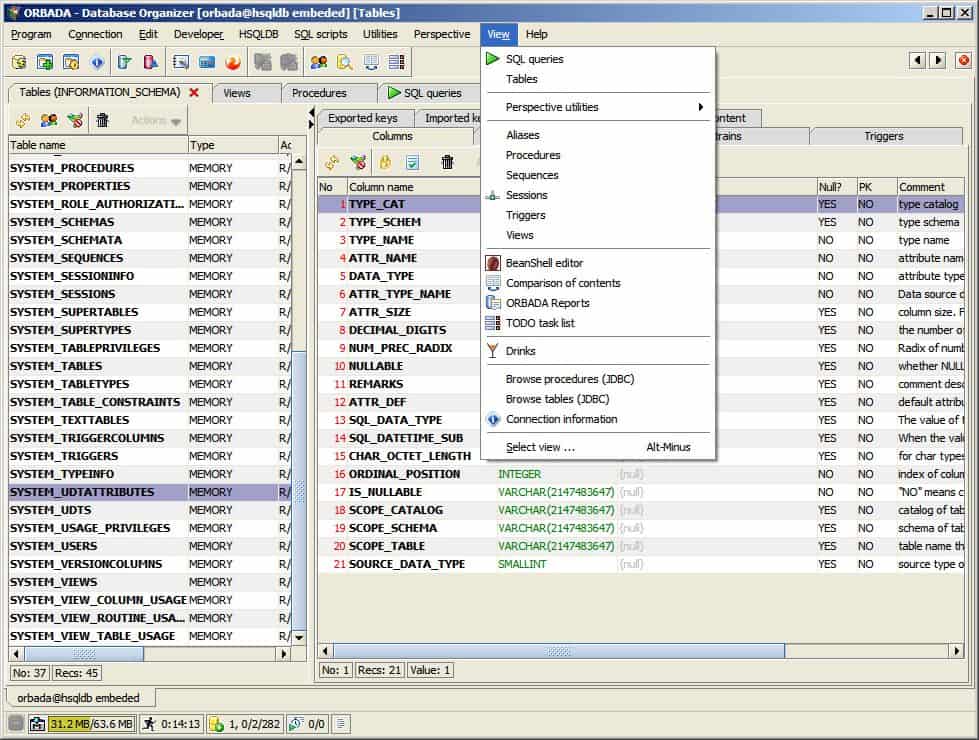 ORBADA - Database Organizer [orbada@hsqldb embeded] [Tables]
Program Connection Edit Developer HSQLDB SQL scripts Utilities Perspective View Help
Tables (INFORMATION_SCHEMA) Views Procedures SQL queries
Actions
Table name Type Ac
SYSTEM_PROCEDURES MEMORY R/
SYSTEM_PROPERTIES MEMORY R/
SYSTEM_ROLE_AUTHORIZATI... MEMORY R/
SYSTEM_SCHEMAS MEMORY R/
SYSTEM_SCHEMATA MEMORY R/
SYSTEM_SEQUENCES MEMORY R/
SYSTEM_SESSIONINFO MEMORY R/
SYSTEM_SESSIONS MEMORY R/
SYSTEM_SUPERTABLES MEMORY R/
SYSTEM_SUPERTYPES MEMORY R/
SYSTEM_TABLEPRIVILEGES MEMORY R/
SYSTEM_TABLES MEMORY R/
SYSTEM_TABLETYPES MEMORY R/
SYSTEM_TABLE_CONSTRAINTS MEMORY R/
SYSTEM_TEXTTABLES MEMORY R/
SYSTEM_TRIGGERCOLUMNS MEMORY R/
SYSTEM_TRIGGERS MEMORY R/
SYSTEM_TYPEINFO MEMORY R/
SYSTEM_UDTATTRIBUTES MEMORY R/
SYSTEM_UDTS MEMORY R/
SYSTEM_USAGE_PRIVILEGES MEMORY R/
SYSTEM_USERS MEMORY R/
SYSTEM_VERSIONCOLUMNS MEMORY R/
SYSTEM_VIEWS MEMORY R/
SYSTEM_VIEW_COLUMN_USAGE MEMORY R/
SYSTEM_VIEW_ROUTINE_USA... MEMORY R/
SYSTEM_VIEW_TABLE_USAGE MEMORY R/
No: 37 Recs: 45
Exported keys Imported ke ontent
Columns rains Triggers
No Column name Null? PK Comment
1 TYPE_CAT YES NO type catalog
2 TYPE_SCHEM YES NO type schema
3 TYPE_NAME NO NO type name
4 ATTR_NAME NO NO attribute nam
5 DATA_TYPE NO NO attribute type
6 ATTR_TYPE_NAME NO NO Data source d
7 ATTR_SIZE YES NO column size. F
8 DECIMAL_DIGITS YES NO the number of
9 NUM_PREC_RADIX YES NO Radix of numb
10 NULLABLE YES NO whether NULL
11 REMARKS YES NO comment desc
12 ATTR_DEF YES NO default attribu
13 SQL_DATA_TYPE YES NO The value of t
14 SQL_DATETIME_SUB YES NO When the valu
15 CHAR_OCTET_LENGTH YES NO for char types
16 ORDINAL_POSITION INTEGER (null) NO NO index of colum
17 IS_NULLABLE VARCHAR(2147483647) (null) NO NO "NO" means c
18 SCOPE_CATALOG VARCHAR(2147483647) (null) YES NO catalog of tab
19 SCOPE_SCHEMA VARCHAR(2147483647) (null) YES NO schema of tab
20 SCOPE_TABLE VARCHAR(2147483647) (null) YES NO table name th
21 SOURCE_DATA_TYPE SMALLINT (null) YES NO source type o
No: 1 Recs: 21 Value: 1
SQL queries
Tables
Perspective utilities
Aliases
Procedures
Sequences
Sessions
Triggers
Views
BeanShell editor
Comparison of contents
ORBADA Reports
TODO task list
Drinks
Browse procedures (JDBC)
Browse tables (JDBC)
Connection information
Select view ... Alt-Minus
orbada@hsqldb embeded
31.2 MB/63.6 MB 0:14:13 1, 0/2/282 0/0